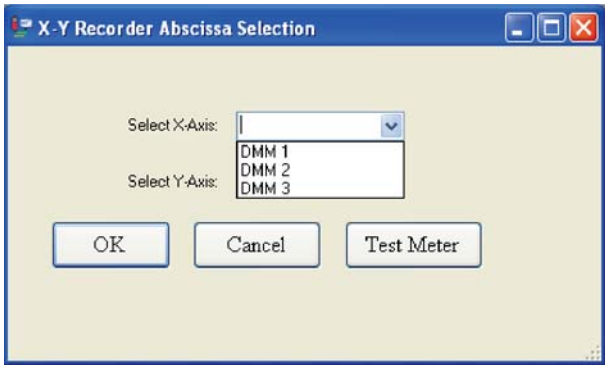 X-Y Recorder Abscissa Selection
Select X-Axis:
DMM 1
DMM 2
DMM 3
Select Y-Axis:
OK Cancel Test Meter